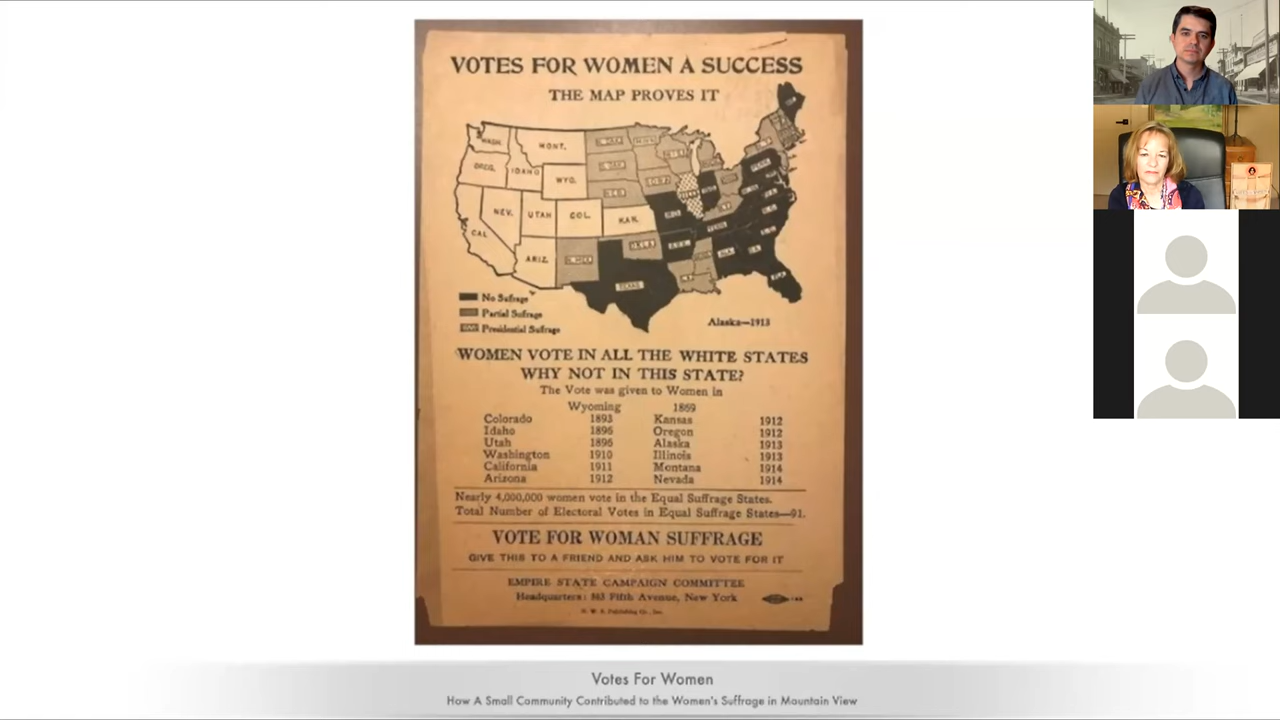 VOTES FOR WOMEN A SUCCESS
THE MAP PROVES IT
WASH.
MONT.
OREG.
IDAHO
WYO.
NEV.
UTAH
COL.
KAN.
CAL.
ARIZ.
OKLA
TEXAS
No Suffrage
Partial Suffrage
Presidential Suffrage
Alaska—1913
WOMEN VOTE IN ALL THE WHITE STATES
WHY NOT IN THIS STATE?
The Vote was given to Women in
Wyoming 1869
Colorado 1893 Kansas 1912
Idaho 1896 Oregon 1912
Utah 1896 Alaska 1913
Washington 1910 Illinois 1913
California 1911 Montana 1914
Arizona 1912 Nevada 1914
Nearly 4,000,000 women vote in the Equal Suffrage States.
Total Number of Electoral Votes in Equal Suffrage States—91.
VOTE FOR WOMAN SUFFRAGE
GIVE THIS TO A FRIEND AND ASK HIM TO VOTE FOR IT
EMPIRE STATE CAMPAIGN COMMITTEE
Headquarters: 303 Fifth Avenue, New York
N. W. S. Publishing Co., Inc.
Votes For Women
How A Small Community Contributed to the Women's Suffrage in Mountain View